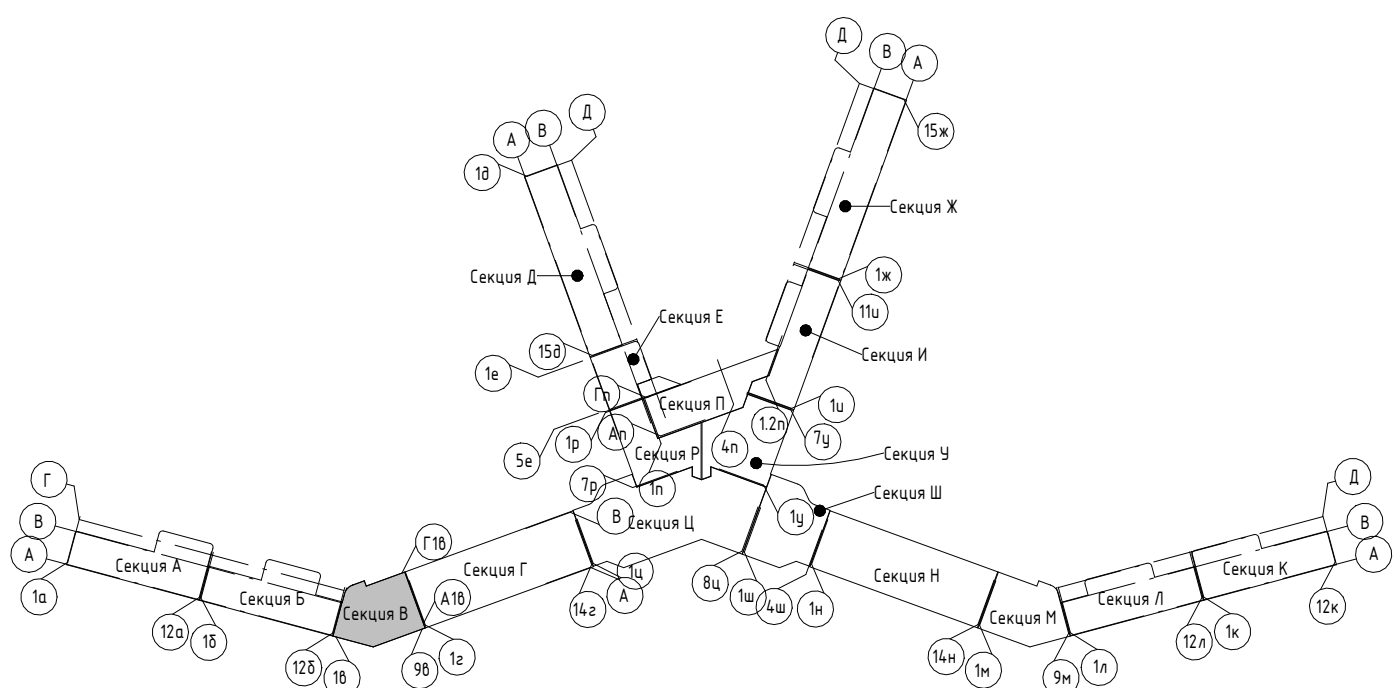 Д
В
А
15ж
Д
В
А
1д
Секция Ж
Секция Д
1ж
11и
Секция Е
Секция И
15д
1е
Гп
Секция П
1.2п
1и
7у
5е
1р
Ап
4п
Секция Р
Секция У
7р
1п
Секция Ш
Г
В
А
1а
Секция А
Секция Б
12а
1б
Г1в
Секция В
А1в
12б
1в
9в
1г
Секция Г
В
Секция Ц
14г
1ц
А
1у
8ц
1ш
4ш
1н
Секция Н
Секция М
14н
1м
9м
1л
Секция Л
Секция К
12л
1к
12к
Д
В
А